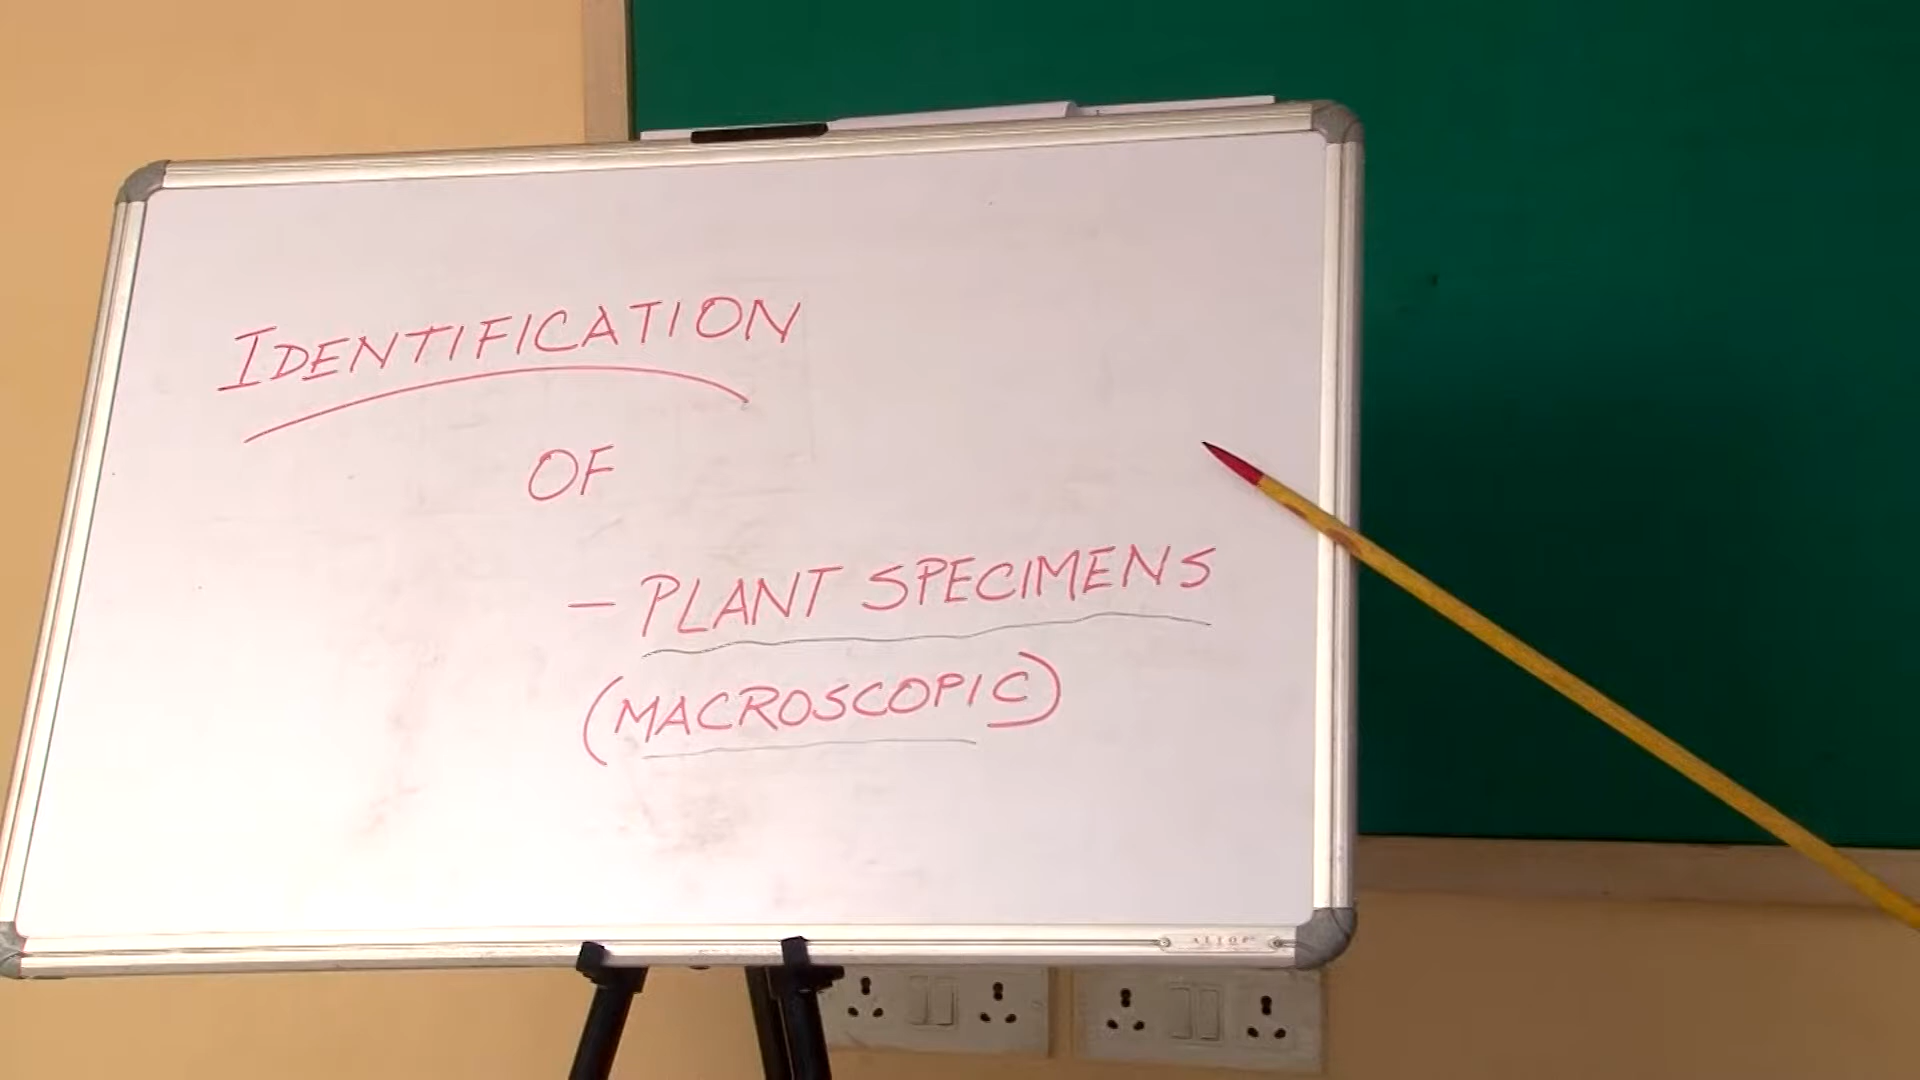 IDENTIFICATION
OF
- PLANT SPECIMENS
(MACROSCOPIC)